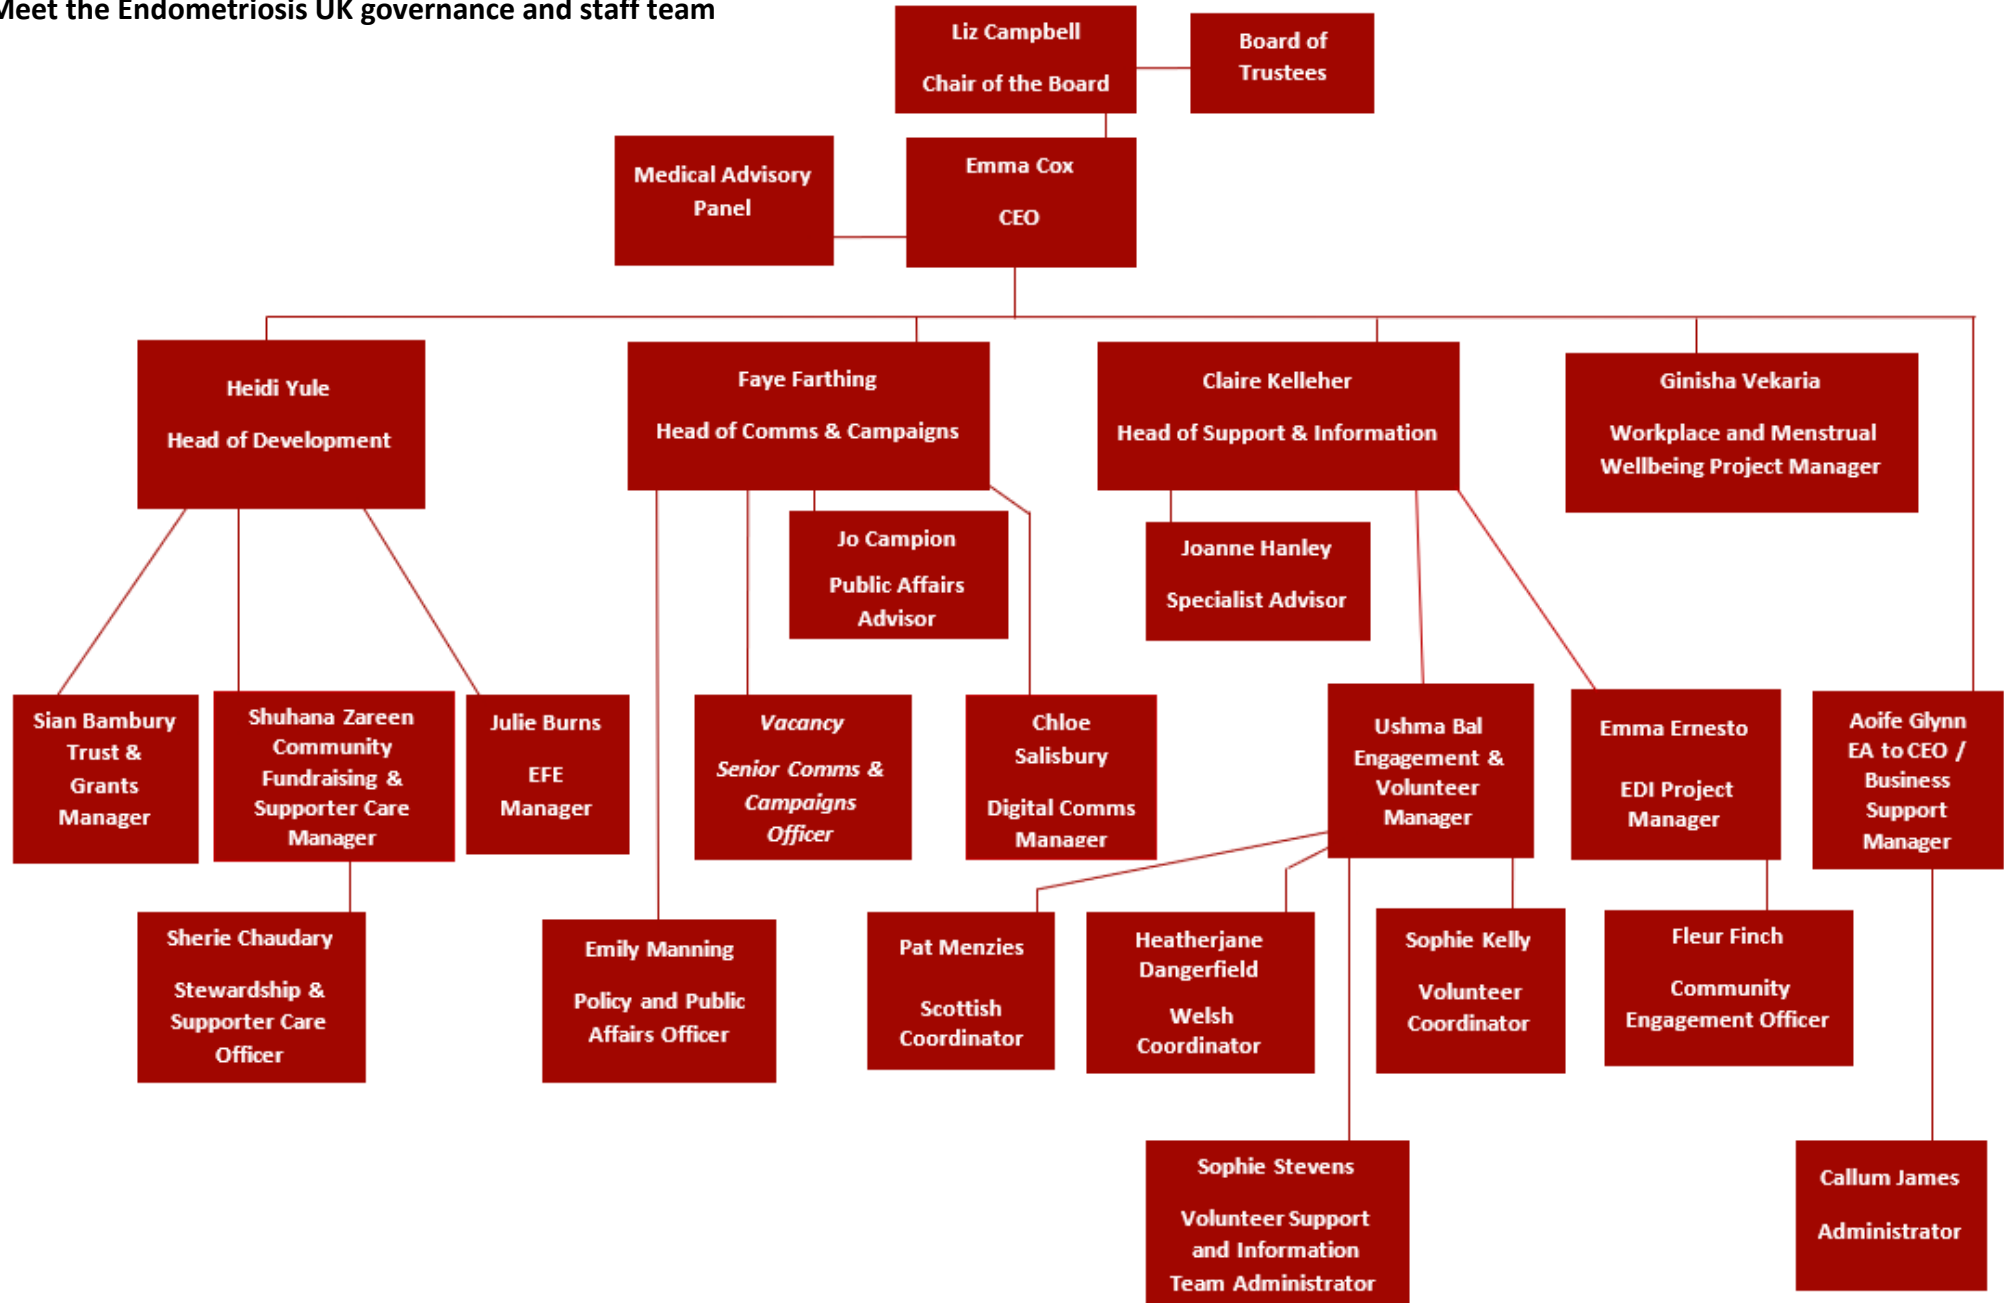 Meet the Endometriosis UK governance and staff team
Liz Campbell
Chair of the Board
Board of
Trustees
Medical Advisory
Panel
Emma Cox
CEO
Heidi Yule
Head of Development
Faye Farthing
Head of Comms & Campaigns
Claire Kelleher
Head of Support & Information
Ginisha Vekaria
Workplace and Menstrual
Wellbeing Project Manager
Jo Campion
Public Affairs
Advisor
Joanne Hanley
Specialist Advisor
Sian Bambury
Trust &
Grants
Manager
Shuhana Zareen
Community
Fundraising &
Supporter Care
Manager
Julie Burns
EFE
Manager
Vacancy
Senior Comms &
Campaigns
Officer
Chloe
Salisbury
Digital Comms
Manager
Ushma Bal
Engagement &
Volunteer
Manager
Emma Ernesto
EDI Project
Manager
Aoife Glynn
EA to CEO /
Business
Support
Manager
Sherie Chaudary
Stewardship &
Supporter Care
Officer
Emily Manning
Policy and Public
Affairs Officer
Pat Menzies
Scottish
Coordinator
Heatherjane
Dangerfield
Welsh
Coordinator
Sophie Kelly
Volunteer
Coordinator
Fleur Finch
Community
Engagement Officer
Sophie Stevens
Volunteer Support
and Information
Team Administrator
Callum James
Administrator